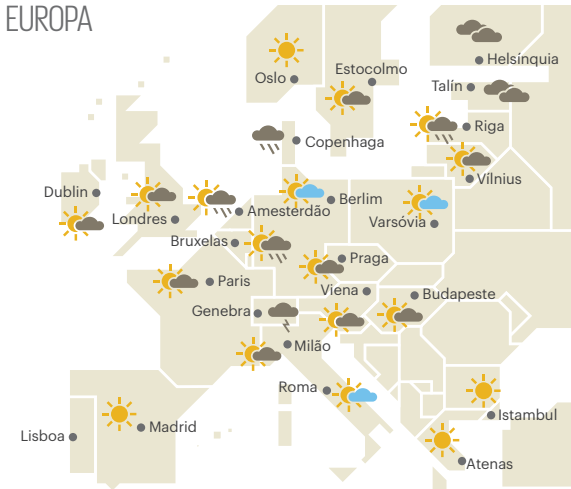 EUROPA
Helsínquia
Oslo
Estocolmo
Talín
Riga
Copenhaga
Vilnius
Dublin
Berlim
Londres
Amesterdão
Varsóvia
Bruxelas
Praga
Paris
Viena
Budapeste
Genebra
Milão
Roma
Istambul
Madrid
Lisboa
Atenas